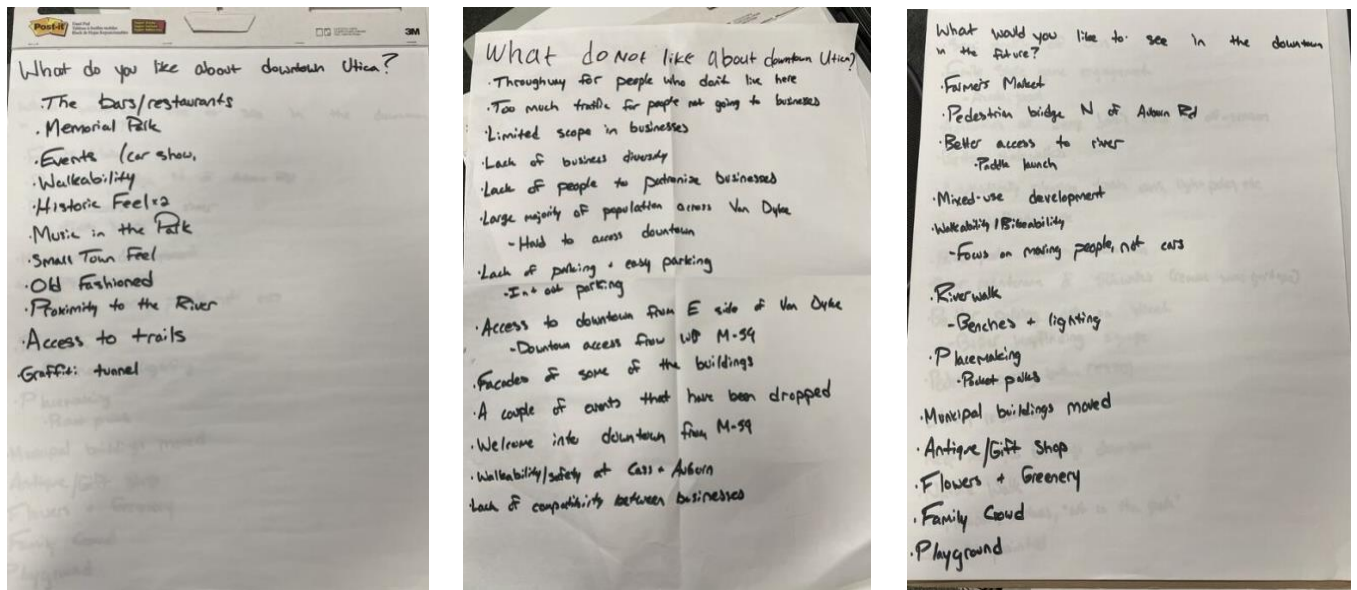 Post-it
3M
What do you like about downtown Utica?
· The bars/restaurants
· Memorial Park
· Events /car show,
· Walkability
· Historic Feel x2
· Music in the Park
· Small Town Feel
· Old Fashioned
· Proximity to the River
· Access to trails
· Graffiti tunnel
What do NOT like about downtown Utica?
· Throughway for people who don't live here
· Too much traffic for people not going to businesses
· Limited scope in businesses
· Lack of business diversity
· Lack of people to patronize businesses
· Large majority of population across Van Dyke
- Hard to access downtown
· Lack of parking + easy parking
- In + out parking
· Access to downtown from E side of Van Dyke
- Downtown access from WB M-59
· Facades of some of the buildings
· A couple of events that have been dropped
· Welcome into downtown from M-59
· Walkability/safety at Cass + Auburn
· Lack of compatibility between businesses
What would you like to see in the downtown
in the future?
· Farmers Market
· Pedestrian bridge N of Auburn Rd
· Better access to river
· Paddle launch
· Mixed-use development
· Walkability / Bikeability
- Focus on moving people, not cars
· Riverwalk
- Benches + lighting
· Placemaking
· Pocket parks
· Municipal buildings moved
· Antique/Gift Shop
· Flowers + Greenery
· Family Crowd
· Playground